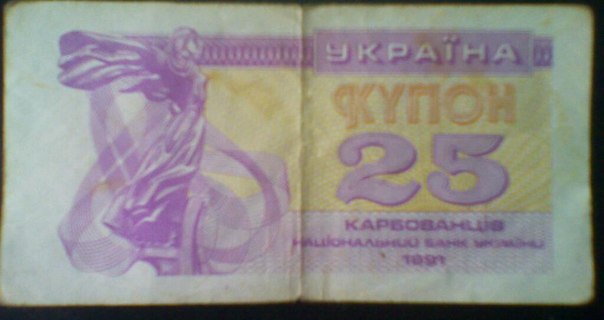 УКРАЇНА
КУПОН
25
КАРБОВАНЦІВ
НАЦІОНАЛЬНИЙ БАНК УКРАЇНИ
1991